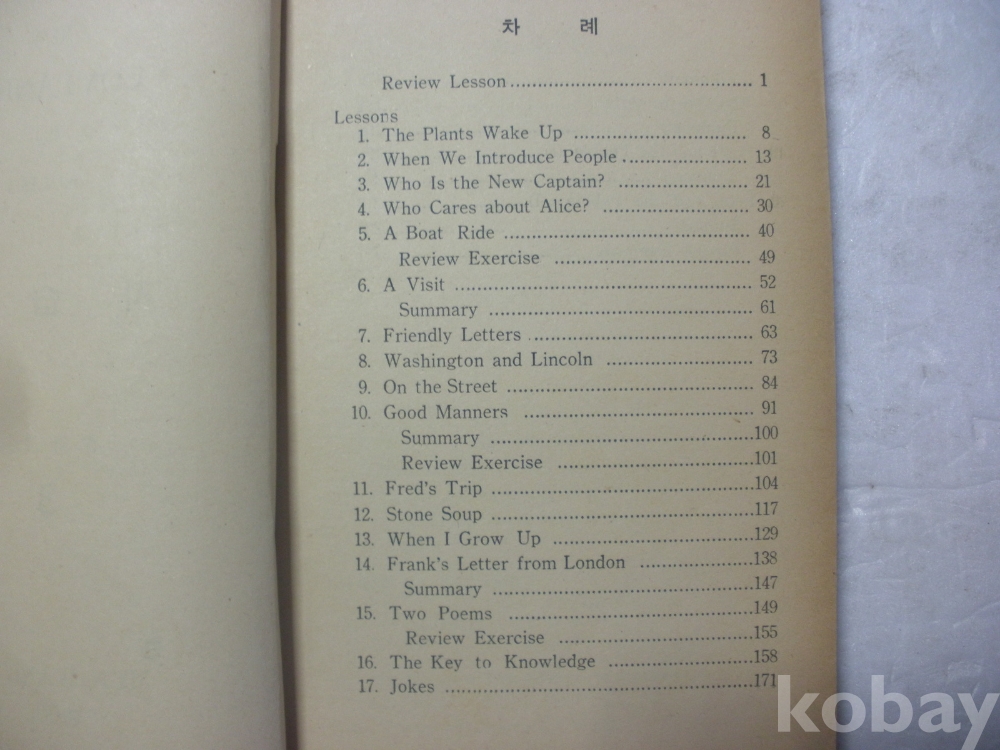 차 례
Review Lesson ........ 1
Lessons
1. The Plants Wake Up ........ 8
2. When We Introduce People ........ 13
3. Who Is the New Captain? ........ 21
4. Who Cares about Alice? ........ 30
5. A Boat Ride ........ 40
Review Exercise ........ 49
6. A Visit ........ 52
Summary ........ 61
7. Friendly Letters ........ 63
8. Washington and Lincoln ........ 73
9. On the Street ........ 84
10. Good Manners ........ 91
Summary ........ 100
Review Exercise ........ 101
11. Fred's Trip ........ 104
12. Stone Soup ........ 117
13. When I Grow Up ........ 129
14. Frank's Letter from London ........ 138
Summary ........ 147
15. Two Poems ........ 149
Review Exercise ........ 155
16. The Key to Knowledge ........ 158
17. Jokes ........ 171
kobay